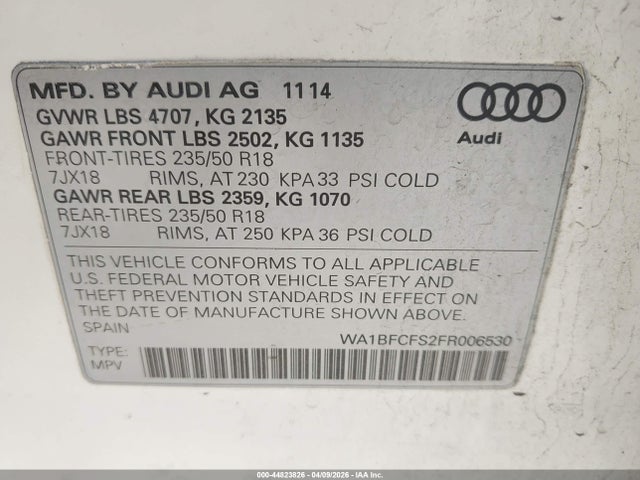 MFD. BY AUDI AG 11 14
GVWR LBS 4707, KG 2135
GAWR FRONT LBS 2502, KG 1135
FRONT-TIRES 235/50 R18
7JX18 RIMS, AT 230 KPA 33 PSI COLD
GAWR REAR LBS 2359, KG 1070
REAR-TIRES 235/50 R18
7JX18 RIMS, AT 250 KPA 36 PSI COLD
Audi
THIS VEHICLE CONFORMS TO ALL APPLICABLE
U.S. FEDERAL MOTOR VEHICLE SAFETY AND
THEFT PREVENTION STANDARDS IN EFFECT ON
THE DATE OF MANUFACTURE SHOWN ABOVE.
SPAIN
WA1BFCFS2FR006530
TYPE:
MPV
000-44823826 - 04/09/2026 - IAA Inc.